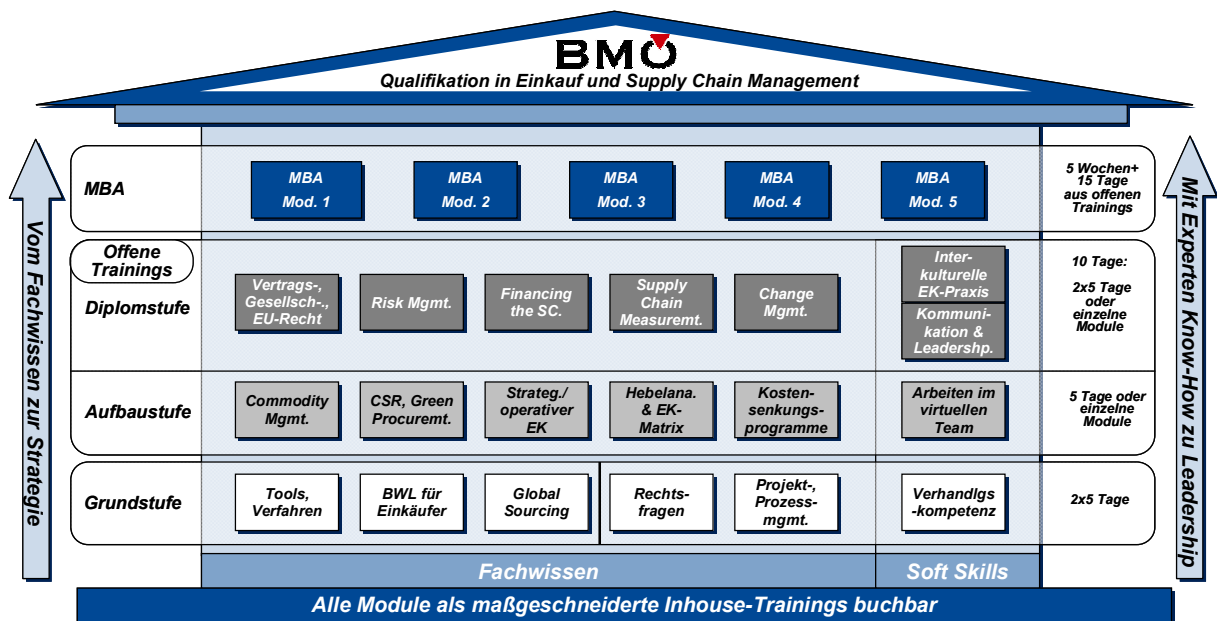 BMÖ
Qualifikation in Einkauf und Supply Chain Management
Vom Fachwissen zur Strategie
MBA
MBA
Mod. 1
MBA
Mod. 2
MBA
Mod. 3
MBA
Mod. 4
MBA
Mod. 5
5 Wochen+
15 Tage
aus offenen
Trainings
Offene
Trainings
Diplomstufe
Vertrags-,
Gesellsch-.,
EU-Recht
Risk Mgmt.
Financing
the SC.
Supply
Chain
Measuremt.
Change
Mgmt.
Inter-
kulturelle
EK-Praxis
Kommuni-
kation &
Leadershp.
10 Tage:
2x5 Tage
oder
einzelne
Module
Aufbaustufe
Commodity
Mgmt.
CSR, Green
Procuremt.
Strateg./
operativer
EK
Hebelana.
& EK-
Matrix
Kosten-
senkungs-
programme
Arbeiten im
virtuellen
Team
5 Tage oder
einzelne
Module
Grundstufe
Tools,
Verfahren
BWL für
Einkäufer
Global
Sourcing
Rechts-
fragen
Projekt-,
Prozess-
mgmt.
Verhandlgs
-kompetenz
2x5 Tage
Mit Experten Know-How zu Leadership
Fachwissen
Soft Skills
Alle Module als maßgeschneiderte Inhouse-Trainings buchbar